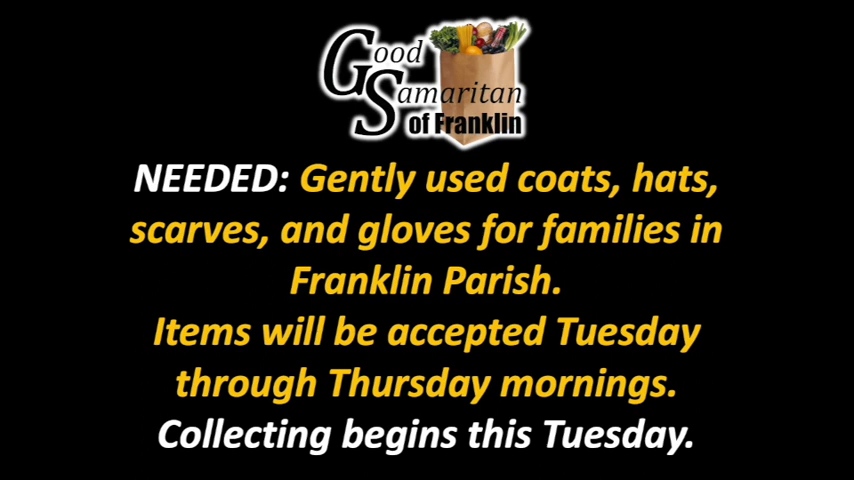 Good
Samaritan
of Franklin
NEEDED: Gently used coats, hats,
scarves, and gloves for families in
Franklin Parish.
Items will be accepted Tuesday
through Thursday mornings.
Collecting begins this Tuesday.